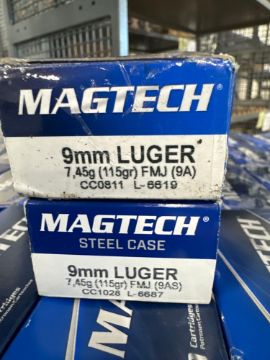 MAGTECH
9mm LUGER
7,45g (115gr) FMJ (9A)
CC0811 L-6619
MAGTECH
STEEL CASE
9mm LUGER
7,45g (115gr) FMJ (9AS)
CC1028 L-6687
Cartridges